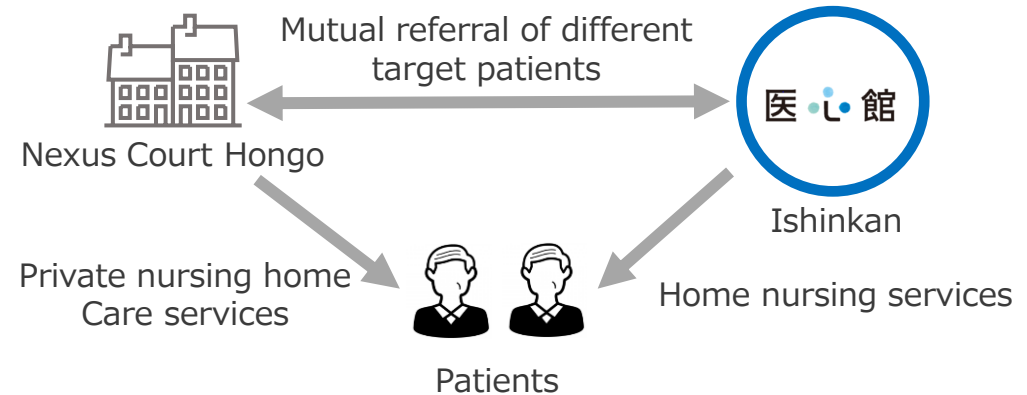 Mutual referral of different
target patients
医心館
Nexus Court Hongo
Ishinkan
Private nursing home
Care services
Home nursing services
Patients